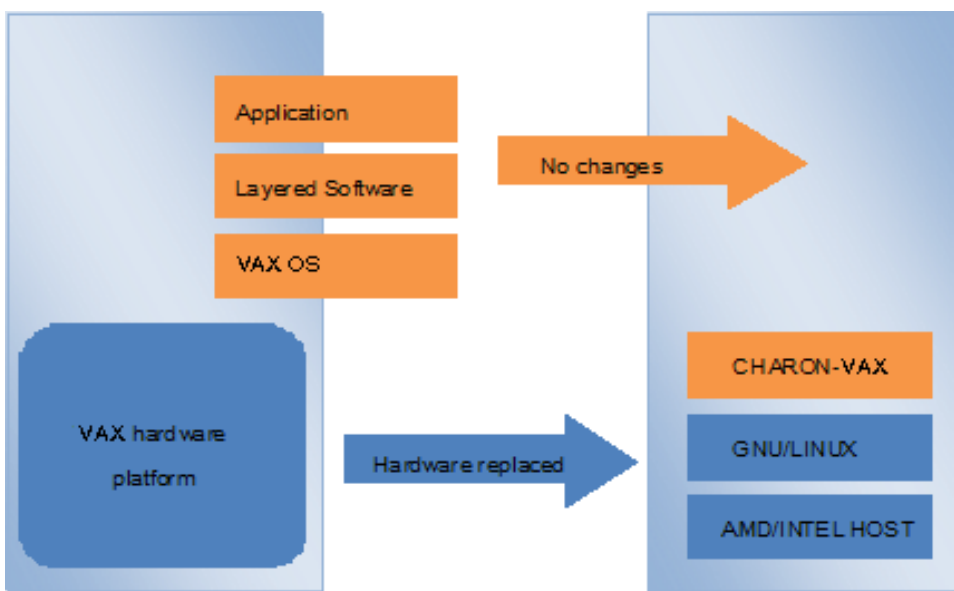 Application
Layered Software
VAX OS
No changes
VAX hardware
platform
Hardware replaced
CHARON-VAX
GNU/LINUX
AMD/INTEL HOST